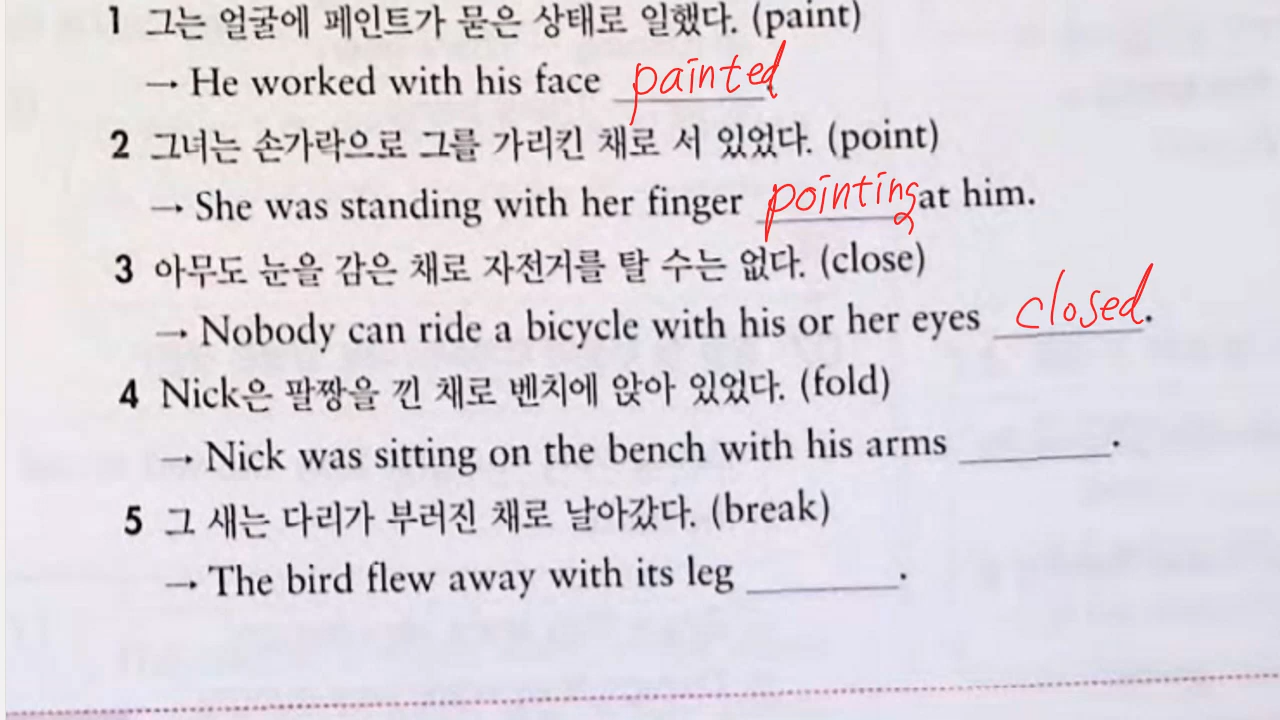 1 그는 얼굴에 페인트가 묻은 상태로 일했다. (paint)
→ He worked with his face painted.
2 그녀는 손가락으로 그를 가리킨 채로 서 있었다. (point)
→ She was standing with her finger pointing at him.
3 아무도 눈을 감은 채로 자전거를 탈 수는 없다. (close)
→ Nobody can ride a bicycle with his or her eyes closed.
4 Nick은 팔짱을 낀 채로 벤치에 앉아 있었다. (fold)
→ Nick was sitting on the bench with his arms ________.
5 그 새는 다리가 부러진 채로 날아갔다. (break)
→ The bird flew away with its leg ________.